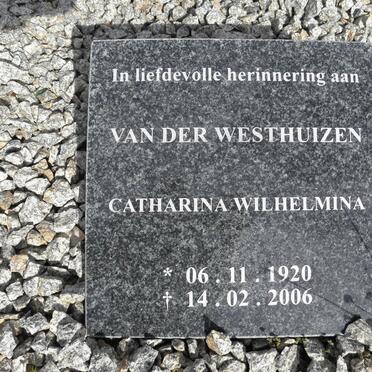 In liefdevolle herinnering aan
VAN DER WESTHUIZEN
CATHARINA WILHELMINA
* 06 . 11 . 1920
† 14 . 02 . 2006